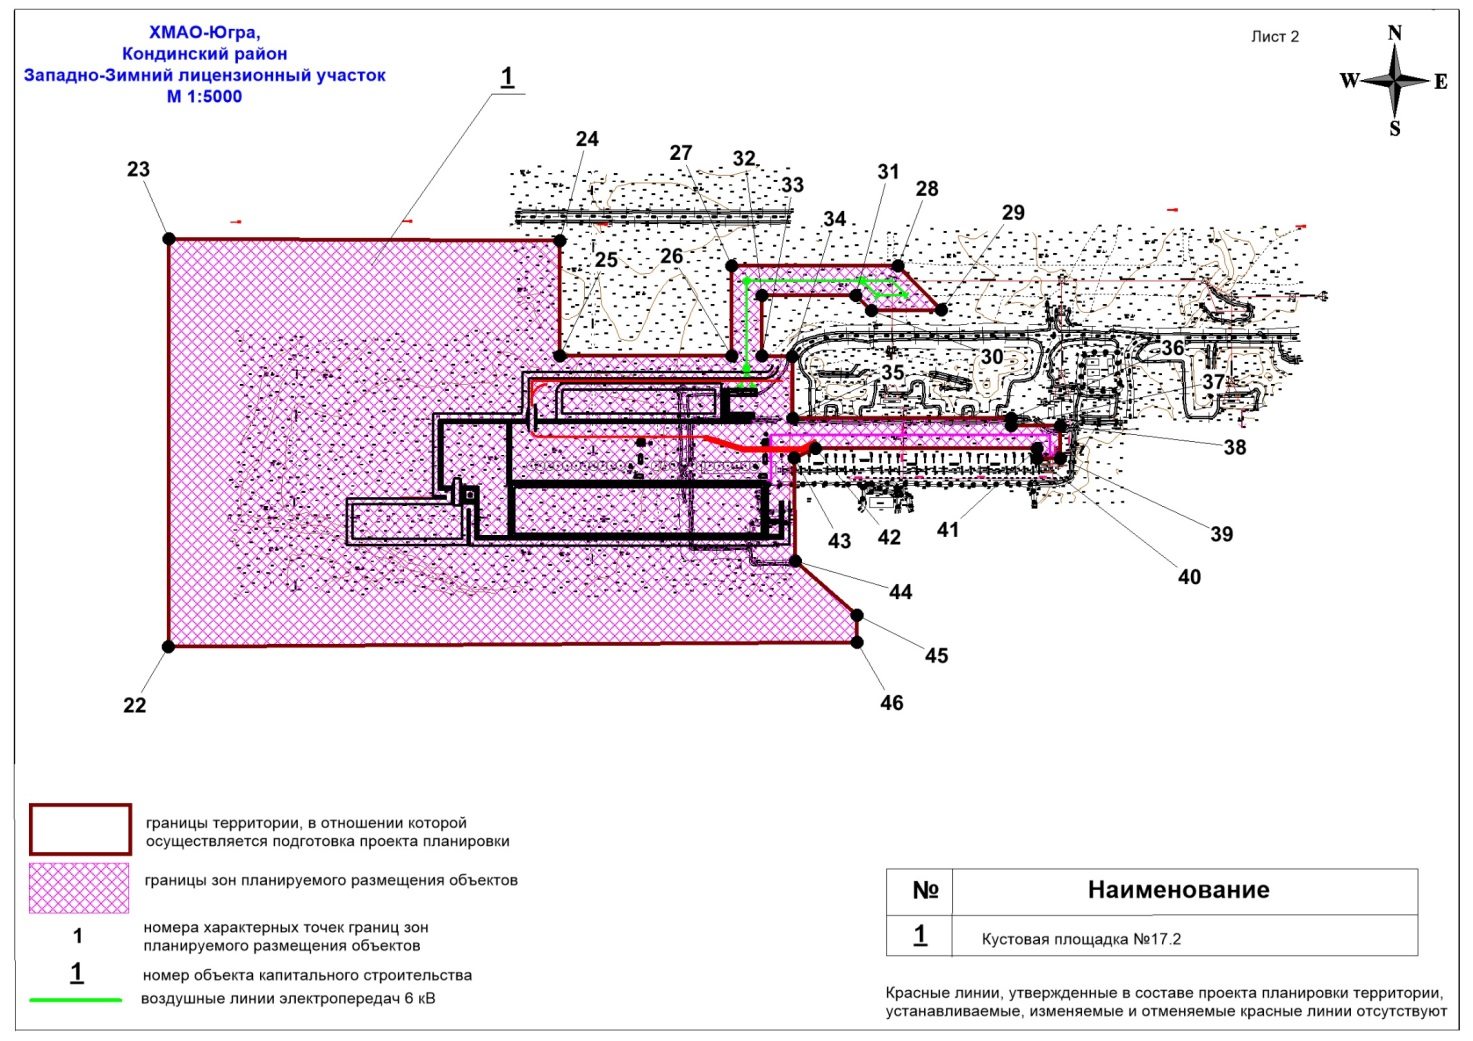 ХМАО-Югра,
Кондинский район
Западно-Зимний лицензионный участок
М 1:5000
Лист 2
N
W E
S
1
23
24
27
32
33
31
28
29
34
25
26
30
35
36
37
38
39
40
41
42
43
44
45
46
22
границы территории, в отношении которой
осуществляется подготовка проекта планировки
границы зон планируемого размещения объектов
1
номера характерных точек границ зон
планируемого размещения объектов
1
номер объекта капитального строительства
воздушные линии электропередач 6 кВ
№ Наименование
1 Кустовая площадка №17.2
Красные линии, утвержденные в составе проекта планировки территории,
устанавливаемые, изменяемые и отменяемые красные линии отсутствуют